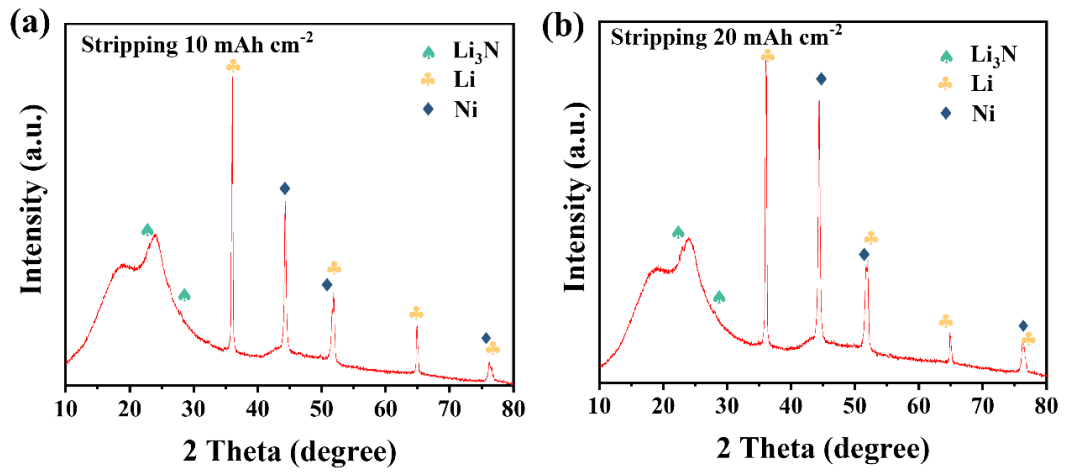 (a)
Stripping 10 mAh cm⁻²
Li₃N
Li
Ni
Intensity (a.u.)
10 20 30 40 50 60 70 80
2 Theta (degree)
(b)
Stripping 20 mAh cm⁻²
Li₃N
Li
Ni
Intensity (a.u.)
10 20 30 40 50 60 70 80
2 Theta (degree)